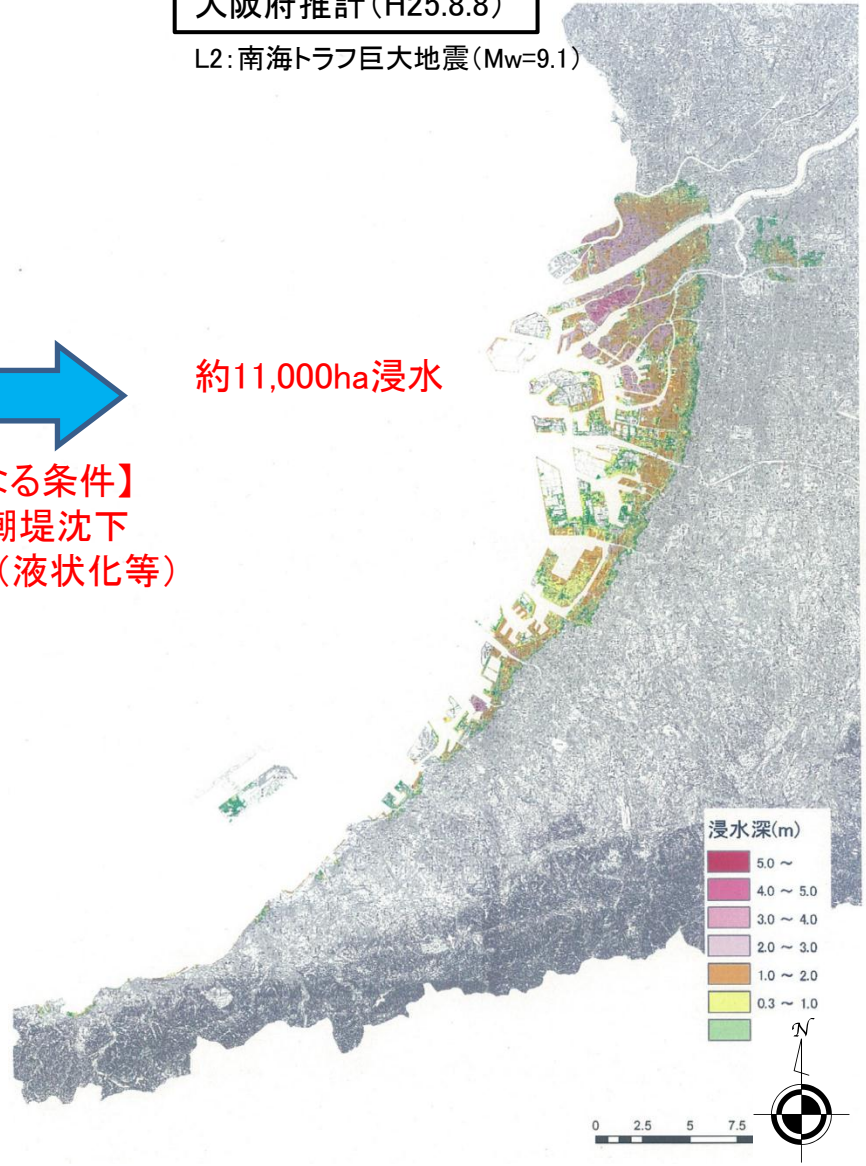 大阪府推計(H25.8.8)
L2:南海トラフ巨大地震(Mw=9.1)
約11,000ha浸水
なる条件】
潮堤沈下
(液状化等)
浸水深(m)
5.0 ~
4.0 ~ 5.0
3.0 ~ 4.0
2.0 ~ 3.0
1.0 ~ 2.0
0.3 ~ 1.0
N
0 2.5 5 7.5